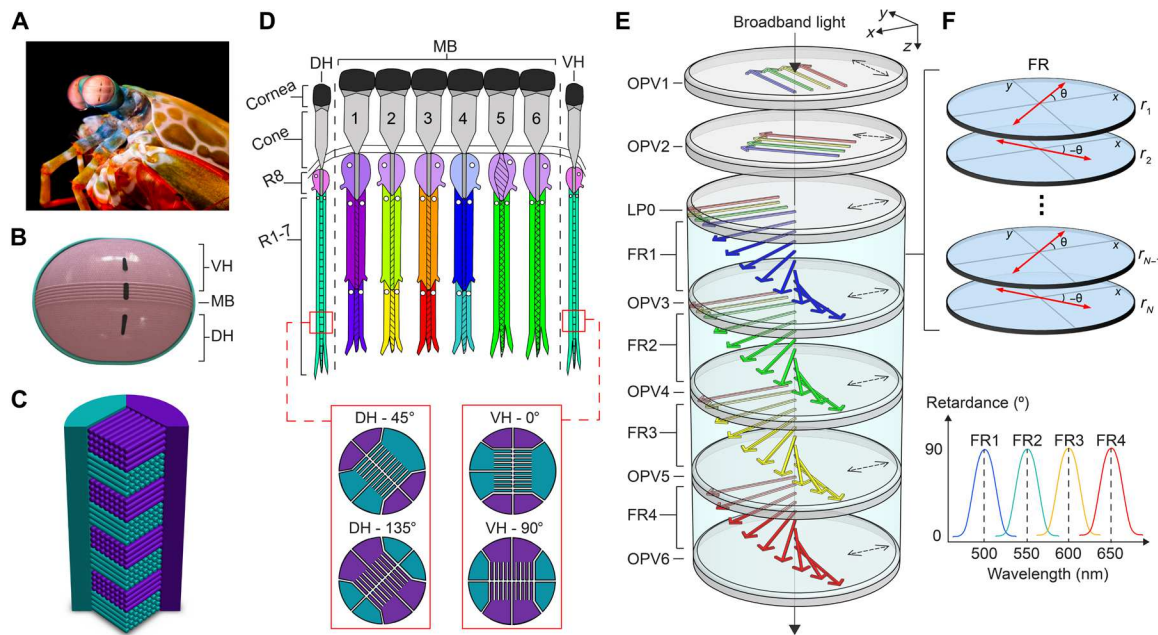 A
B
VH
MB
DH
C
D
MB
DH
VH
Cornea
Cone
R8
R1-7
1
2
3
4
5
6
DH - 45°
VH - 0°
DH - 135°
VH - 90°
E
Broadband light
y
x
z
OPV1
OPV2
LP0
FR1
OPV3
FR2
OPV4
FR3
OPV5
FR4
OPV6
F
FR
y
θ
x
r1
-θ
x
r2
⋮
y
θ
x
rN-1
-θ
x
rN
Retardance (º)
90
FR1 FR2 FR3 FR4
0
500 550 600 650
Wavelength (nm)